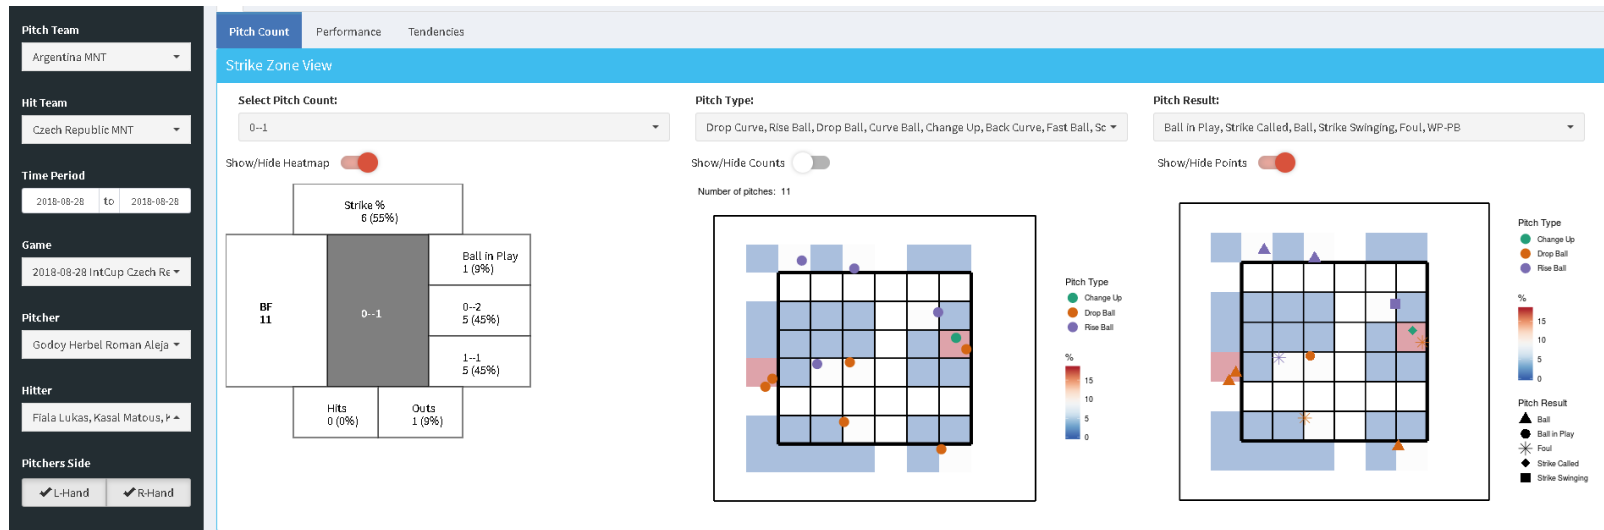 Pitch Team
Argentina MNT
Hit Team
Czech Republic MNT
Time Period
2018-08-28 to 2018-08-28
Game
2018-08-28 IntCup Czech Re
Pitcher
Godoy Herbel Roman Aleja
Hitter
Fiala Lukas, Kasal Matous, H
Pitchers Side
L-Hand R-Hand
Pitch Count Performance Tendencies
Strike Zone View
Select Pitch Count:
0--1
Show/Hide Heatmap
Strike %
6 (55%)
BF
11
0--1
Ball in Play
1 (9%)
0--2
5 (45%)
1--1
5 (45%)
Hits
0 (0%)
Outs
1 (9%)
Pitch Type:
Drop Curve, Rise Ball, Drop Ball, Curve Ball, Change Up, Back Curve, Fast Ball, Sc
Show/Hide Counts
Number of pitches: 11
Pitch Type
Change Up
Drop Ball
Rise Ball
%
15
10
5
0
Pitch Result:
Ball in Play, Strike Called, Ball, Strike Swinging, Foul, WP-PB
Show/Hide Points
Pitch Type
Change Up
Drop Ball
Rise Ball
%
15
10
5
0
Pitch Result
Ball
Ball in Play
Foul
Strike Called
Strike Swinging